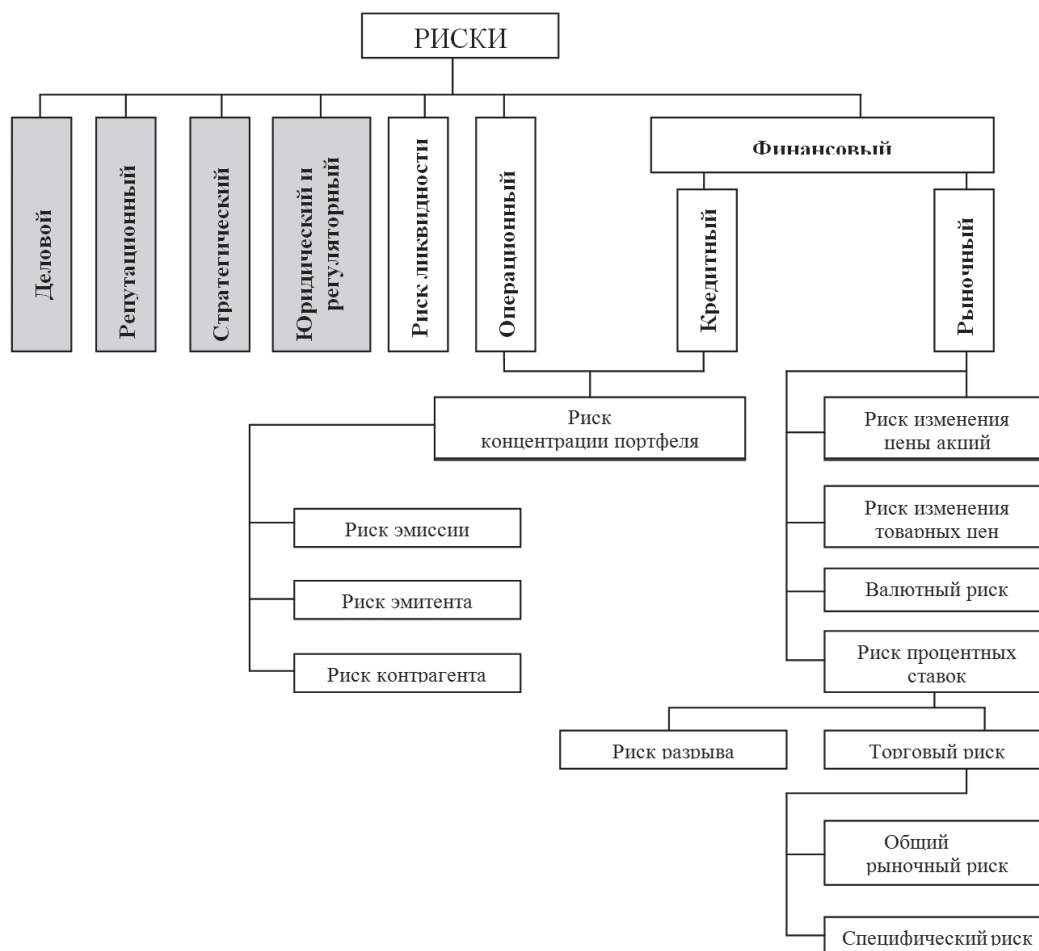 РИСКИ
Деловой
Репутационный
Стратегический
Юридический и
регуляторный
Риск ликвидности
Операционный
Финансовый
Кредитный
Рыночный
Риск
концентрации портфеля
Риск эмиссии
Риск эмитента
Риск контрагента
Риск изменения
цены акций
Риск изменения
товарных цен
Валютный риск
Риск процентных
ставок
Риск разрыва
Торговый риск
Общий
рыночный риск
Специфический риск